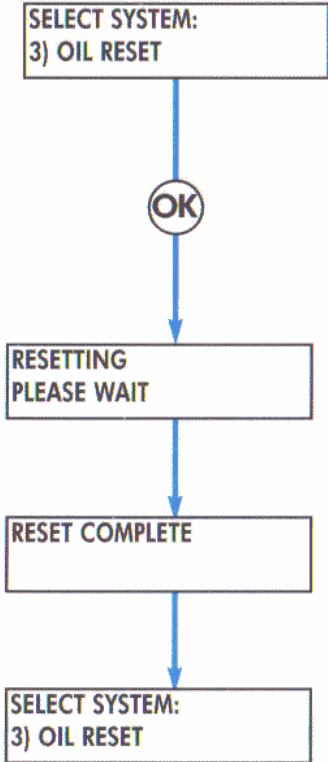 SELECT SYSTEM:
3) OIL RESET
OK
RESETTING
PLEASE WAIT
RESET COMPLETE
SELECT SYSTEM:
3) OIL RESET